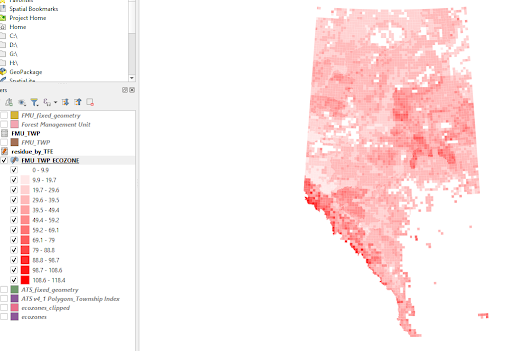 Favorites
Spatial Bookmarks
Project Home
Home
C:\
D:\
G:\
H:\
GeoPackage
SpatiaLite
ers
FMU_fixed_geometry
Forest Management Unit
FMU_TWP
FMU_TWP
residue_by_TFE
FMU_TWP_ECOZONE
0 - 9.9
9.9 - 19.7
19.7 - 29.6
29.6 - 39.5
39.5 - 49.4
49.4 - 59.2
59.2 - 69.1
69.1 - 79
79 - 88.8
88.8 - 98.7
98.7 - 108.6
108.6 - 118.4
ATS_fixed_geometry
ATS v4_1 Polygons_Township Index
ecozones_clipped
ecozones